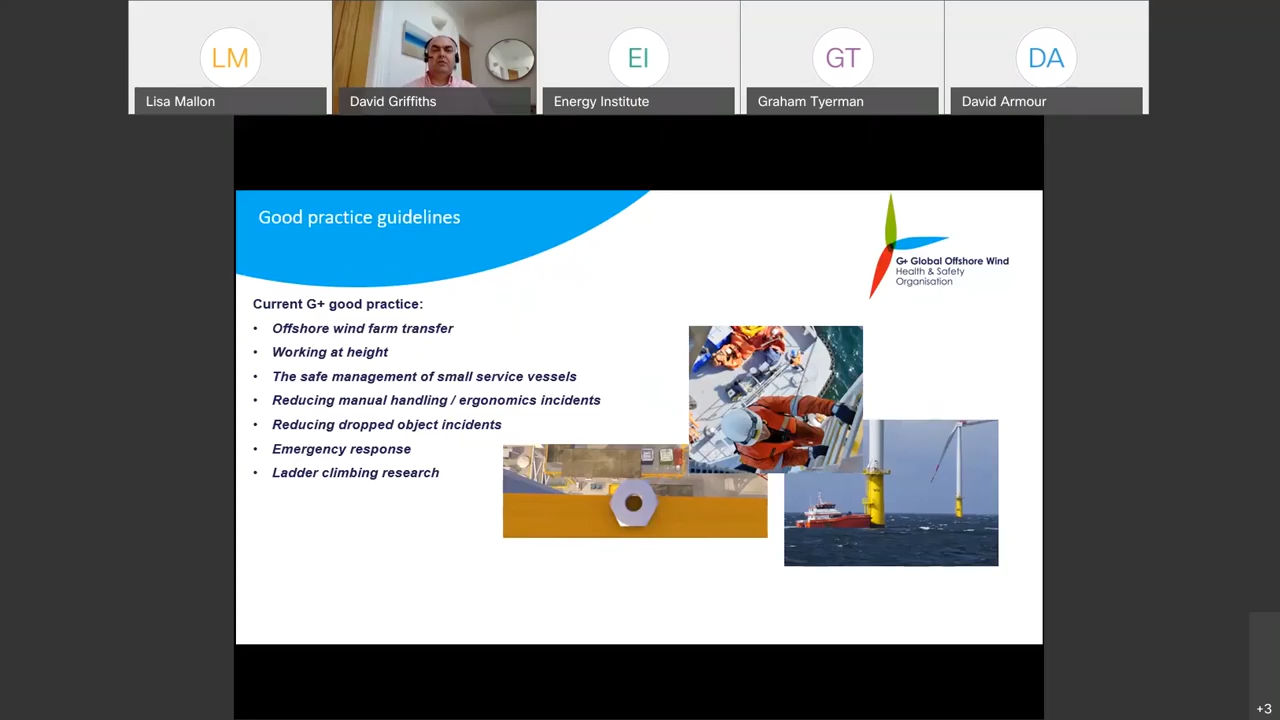 LM
EI
GT
DA
Lisa Mallon
David Griffiths
Energy Institute
Graham Tyerman
David Armour
Good practice guidelines
G+ Global Offshore Wind
Health & Safety
Organisation
Current G+ good practice:
• Offshore wind farm transfer
• Working at height
• The safe management of small service vessels
• Reducing manual handling / ergonomics incidents
• Reducing dropped object incidents
• Emergency response
• Ladder climbing research
+3